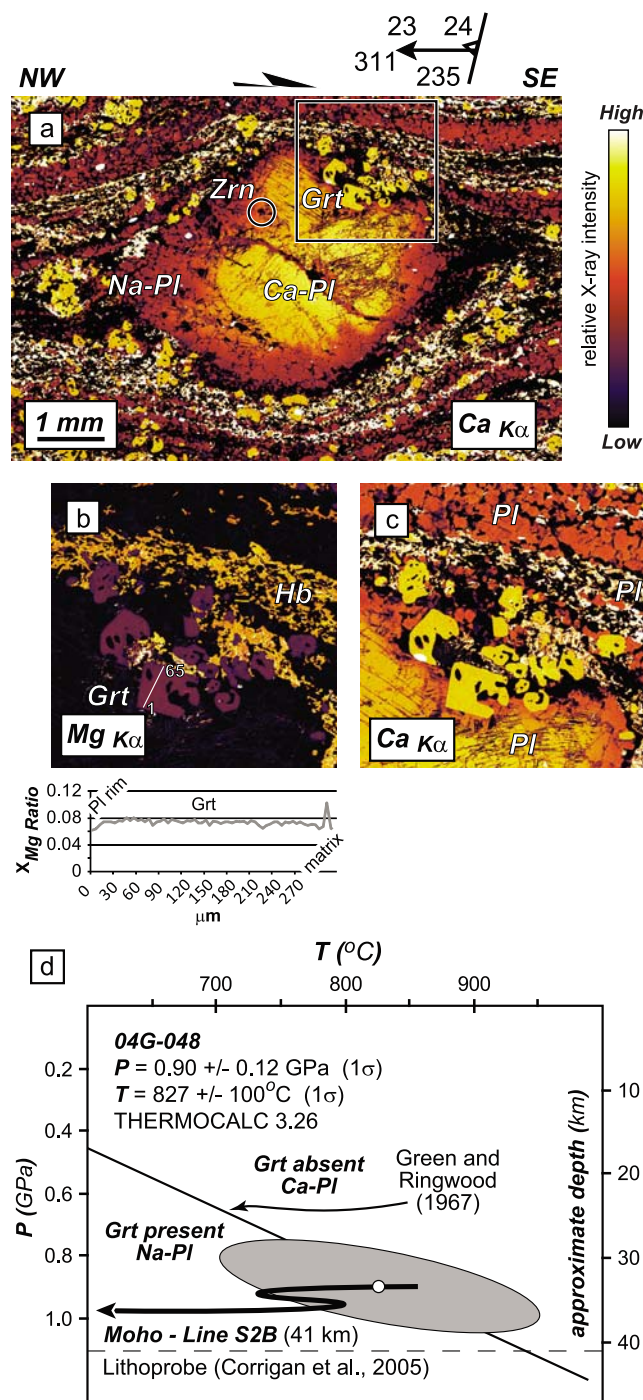 23 24
311
235
NW
SE
a
Zrn
Grt
Na-Pl
Ca-Pl
1 mm
Ca Kα
High
relative X-ray intensity
Low
b
Hb
65
Grt
1
Mg Kα
c
Pl
Pl
Pl
Ca Kα
0.12
0.08
0.04
0
XMg Ratio
Pl rim
Grt
matrix
0 30 60 90 120 150 180 210 240 270
μm
d
T (°C)
700 800 900
04G-048
P = 0.90 +/- 0.12 GPa (1σ)
T = 827 +/- 100°C (1σ)
THERMOCALC 3.26
Grt absent
Ca-Pl
Green and
Ringwood
(1967)
Grt present
Na-Pl
Moho - Line S2B (41 km)
Lithoprobe (Corrigan et al., 2005)
P (GPa)
0.2
0.4
0.6
0.8
1.0
approximate depth (km)
10
20
30
40